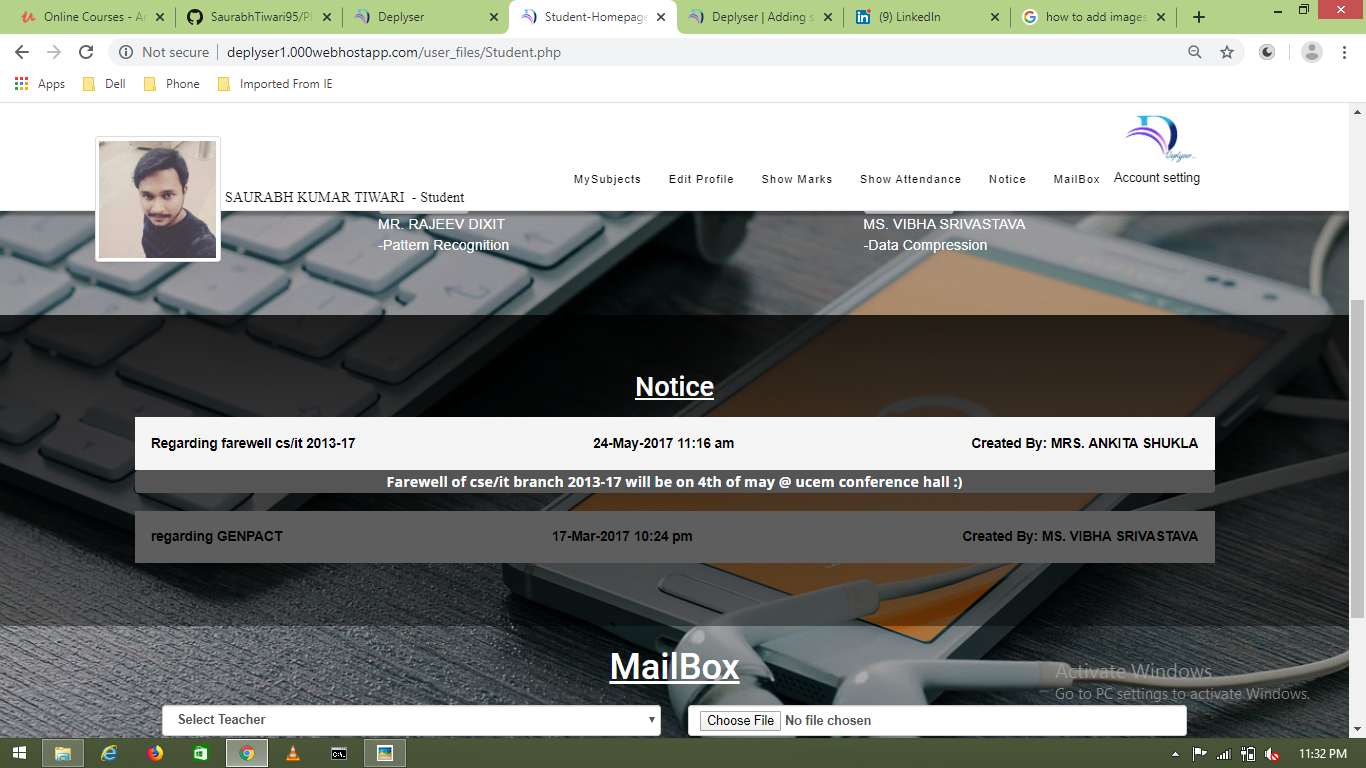 Online Courses - A
SaurabhTiwari95/P
Deplyser
Student-Homepage
Deplyser | Adding s
(9) LinkedIn
how to add images
Not secure
deplyser1.000webhostapp.com/user_files/Student.php
Apps
Dell
Phone
Imported From IE
Deplyser...
MySubjects
Edit Profile
Show Marks
Show Attendance
Notice
MailBox
Account setting
SAURABH KUMAR TIWARI - Student
MR. RAJEEV DIXIT
-Pattern Recognition
MS. VIBHA SRIVASTAVA
-Data Compression
Notice
Regarding farewell cs/it 2013-17
24-May-2017 11:16 am
Created By: MRS. ANKITA SHUKLA
Farewell of cse/it branch 2013-17 will be on 4th of may @ ucem conference hall :)
regarding GENPACT
17-Mar-2017 10:24 pm
Created By: MS. VIBHA SRIVASTAVA
MailBox
Activate Windows
Go to PC settings to activate Windows.
Select Teacher
Choose File No file chosen
11:32 PM